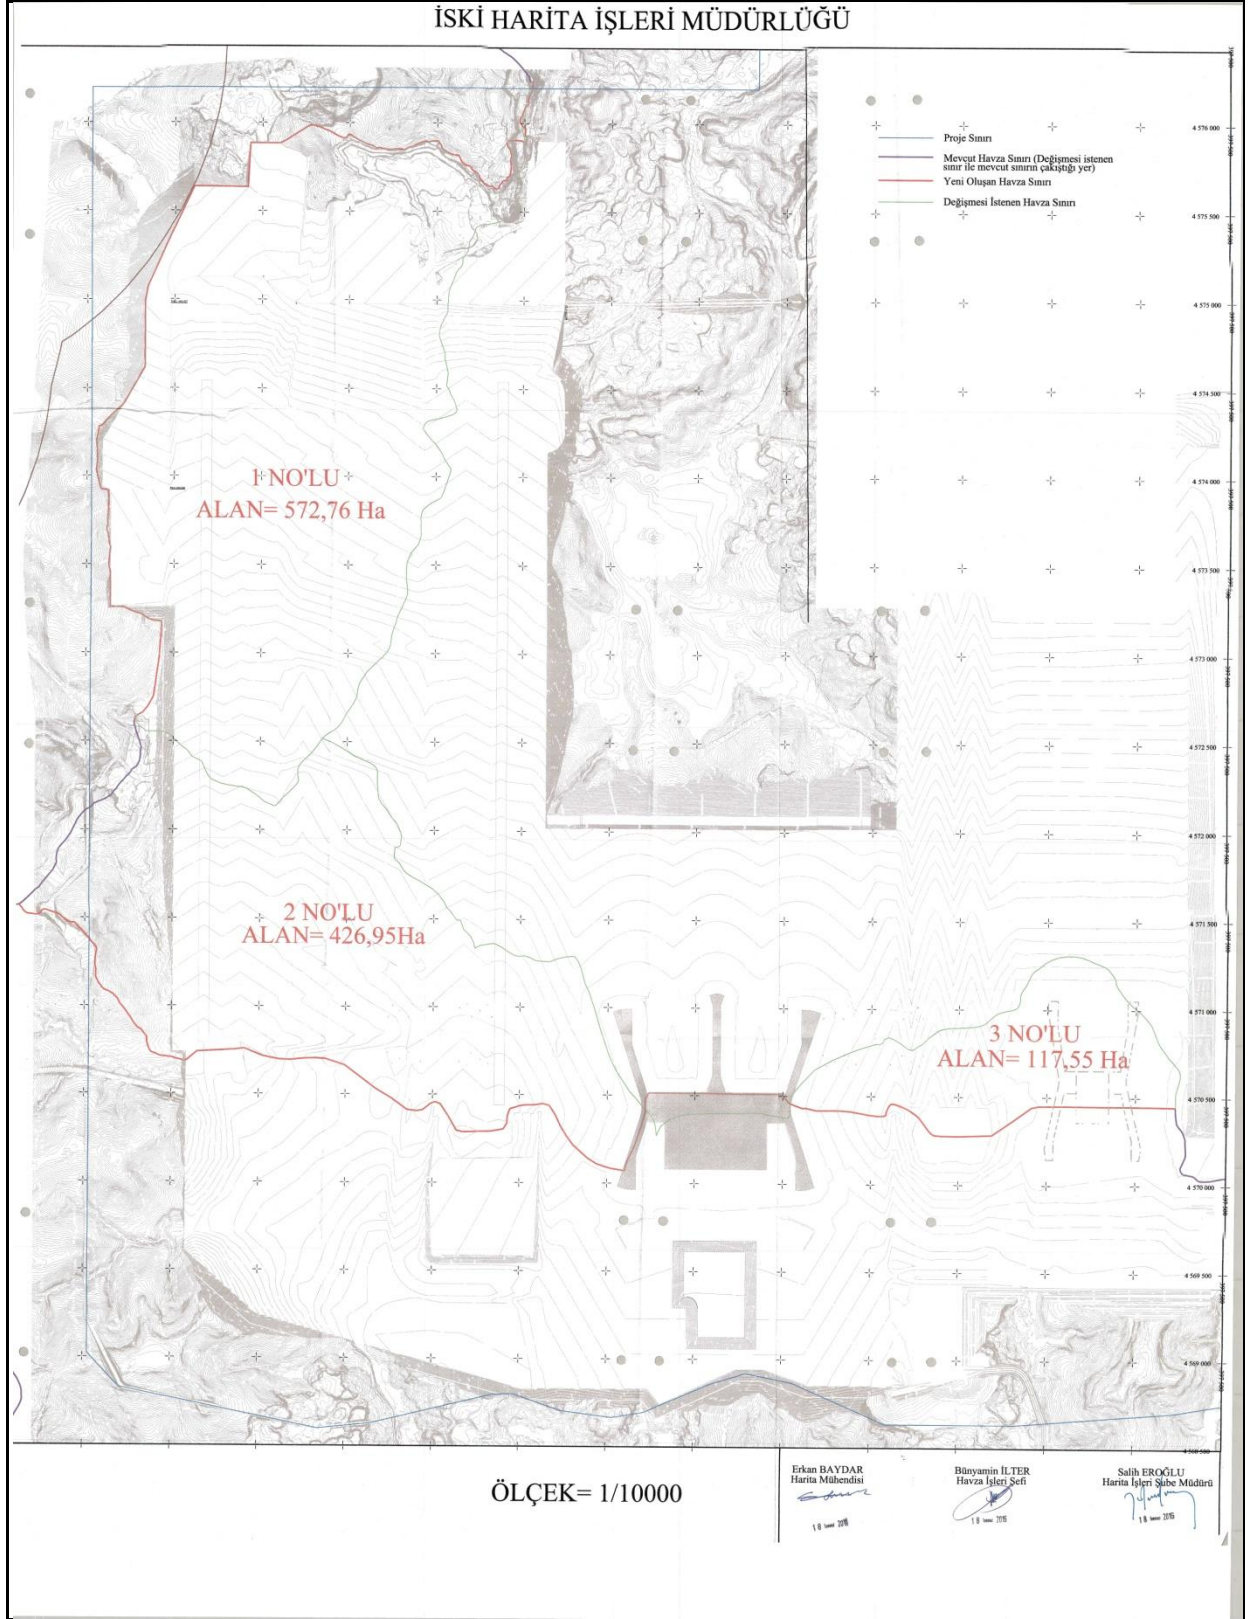 İSKİ HARİTA İŞLERİ MÜDÜRLÜĞÜ
Proje Sınırı
Mevcut Havza Sınırı (Değişmesi istenen
sınır ile mevcut sınırın çakıştığı yer)
Yeni Oluşan Havza Sınırı
Değişmesi İstenen Havza Sınırı
4 576 000
4 575 500
4 575 000
4 574 500
4 574 000
4 573 500
4 573 000
4 572 500
4 572 000
4 571 500
4 571 000
4 570 500
4 570 000
4 569 500
4 569 000
4 568 500
1 NO'LU
ALAN= 572,76 Ha
2 NO'LU
ALAN= 426,95Ha
3 NO'LU
ALAN= 117,55 Ha
ÖLÇEK= 1/10000
Erkan BAYDAR
Harita Mühendisi
Bünyamin İLTER
Havza İşleri Şefi
Salih EROĞLU
Harita İşleri Şube Müdürü